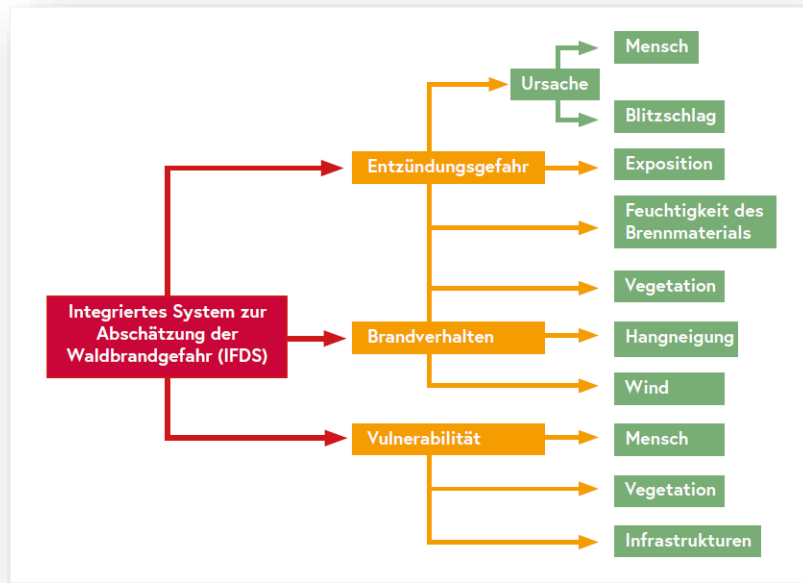 Mensch
Ursache
Blitzschlag
Entzündungsgefahr
Exposition
Feuchtigkeit des
Brennmaterials
Vegetation
Integriertes System zur
Abschätzung der
Waldbrandgefahr (IFDS)
Brandverhalten
Hangneigung
Wind
Vulnerabilität
Mensch
Vegetation
Infrastrukturen